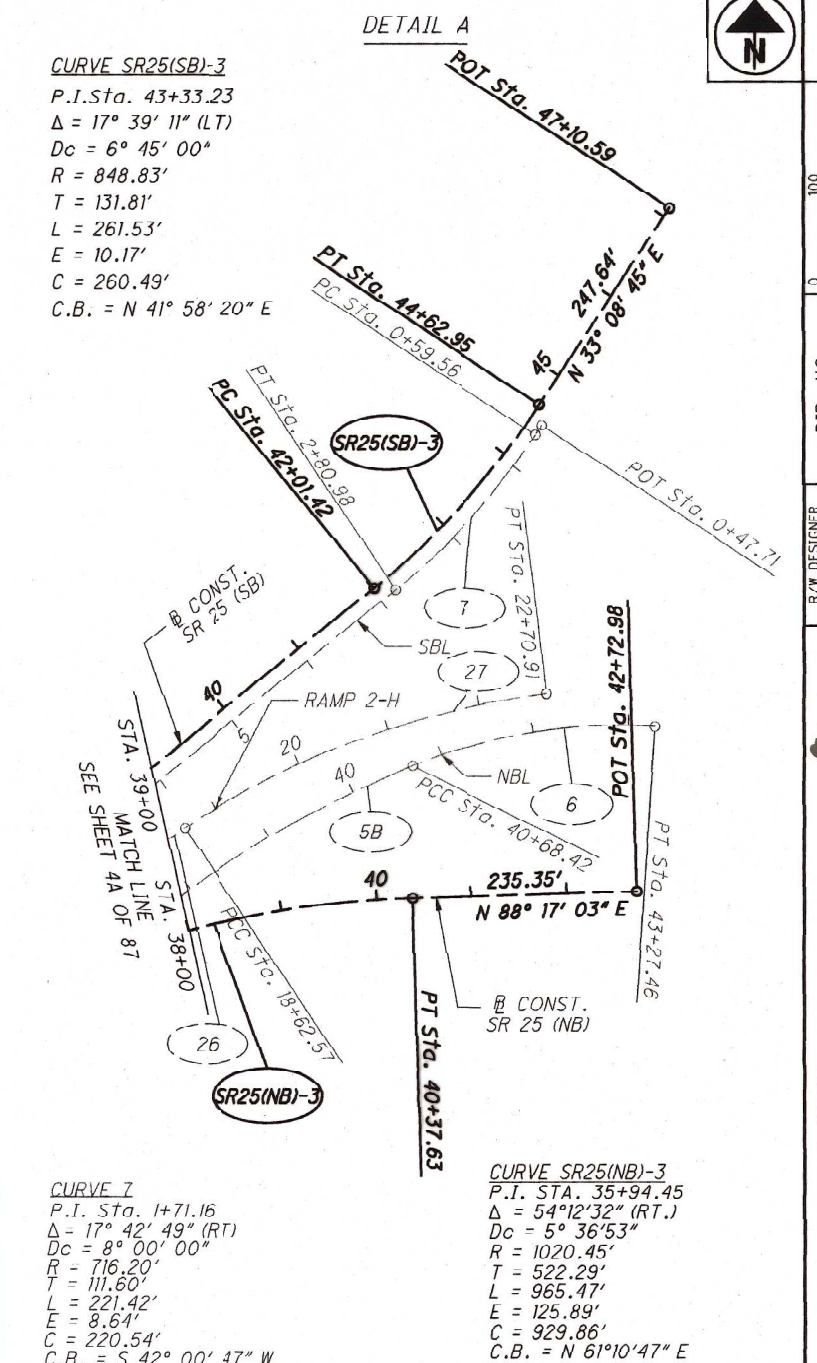 DETAIL A
N
CURVE SR25(SB)-3
P.I.Sta. 43+33.23
Δ = 17° 39' 11" (LT)
Dc = 6° 45' 00"
R = 848.83'
T = 131.81'
L = 261.53'
E = 10.17'
C = 260.49'
C.B. = N 41° 58' 20" E
POT Sta. 47+10.59
247.64'
N 33° 08' 45" E
45
PT Sta. 44+62.95
PC Sta. 0+59.56
PT Sta. 2+80.98
PC Sta. 42+01.42
SR25(SB)-3
POT Sta. 0+47.71
100
0
R/W DESIGNER
CONST.
SR 25 (SB)
7
PT Sta. 22+70.91
SBL
27
40
5
RAMP 2-H
20
40
NBL
6
5B
POT Sta. 42+72.98
PCC Sta. 40+68.42
PT Sta. 43+27.46
STA. 39+00
MATCH LINE
SEE SHEET 4A OF 87
STA. 38+00
40
235.35'
N 88° 17' 03" E
PCC Sta. 18+62.57
CONST.
SR 25 (NB)
26
SR25(NB)-3
PT Sta. 40+37.63
CURVE 7
P.I. Sta. 1+71.16
Δ = 17° 42' 49" (RT)
Dc = 8° 00' 00"
R = 716.20'
T = 111.60'
L = 221.42'
E = 8.64'
C = 220.54'
C.B. = S 42° 00' 47" W
CURVE SR25(NB)-3
P.I. STA. 35+94.45
Δ = 54°12'32" (RT.)
Dc = 5° 36'53"
R = 1020.45'
T = 522.29'
L = 965.47'
E = 125.89'
C = 929.86'
C.B. = N 61°10'47" E